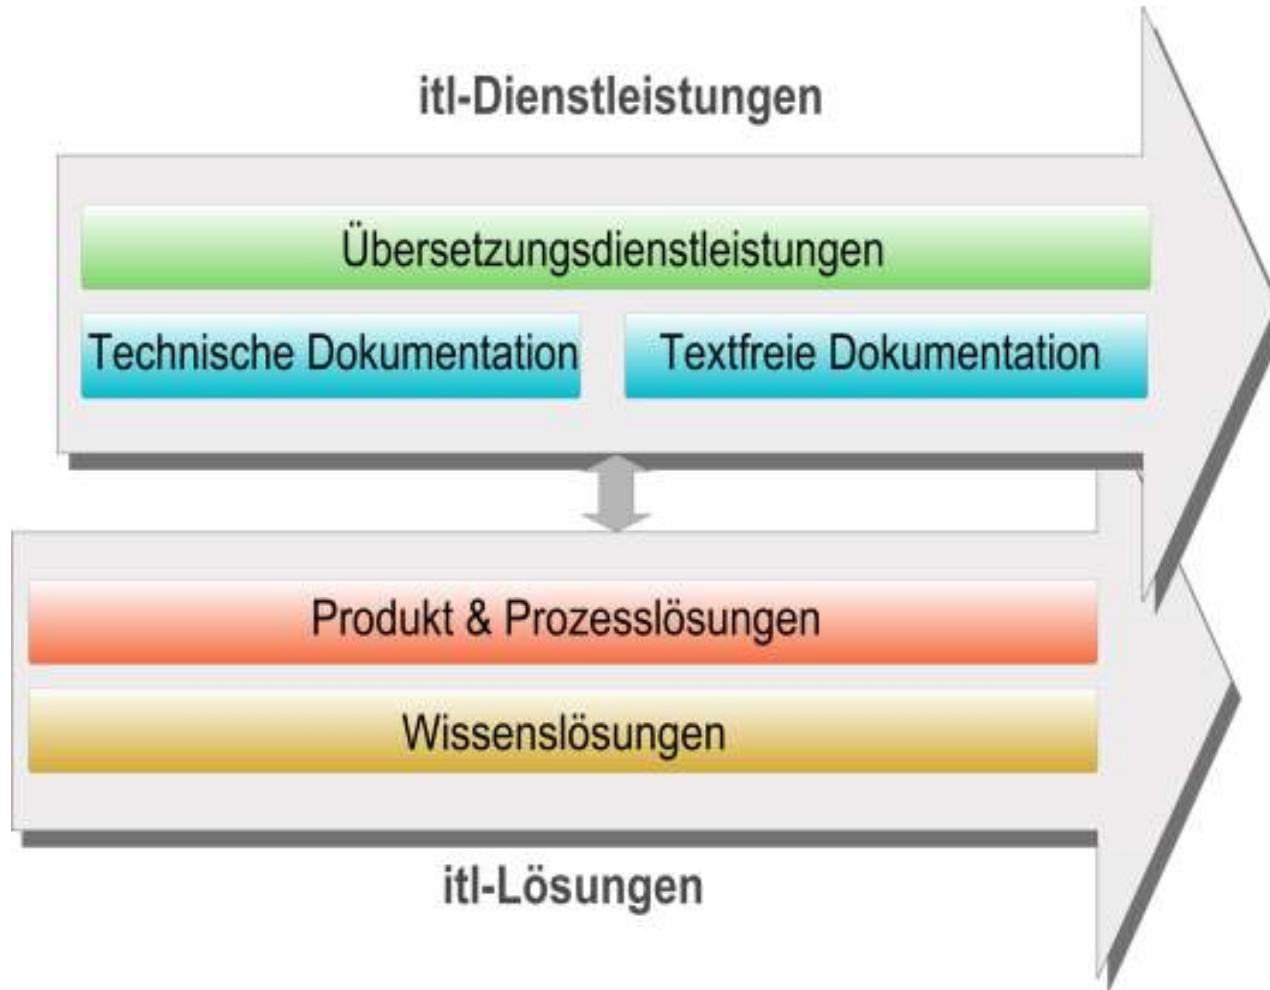 itl-Dienstleistungen
Übersetzungsdienstleistungen
Technische Dokumentation
Textfreie Dokumentation
Produkt & Prozesslösungen
Wissenslösungen
itl-Lösungen